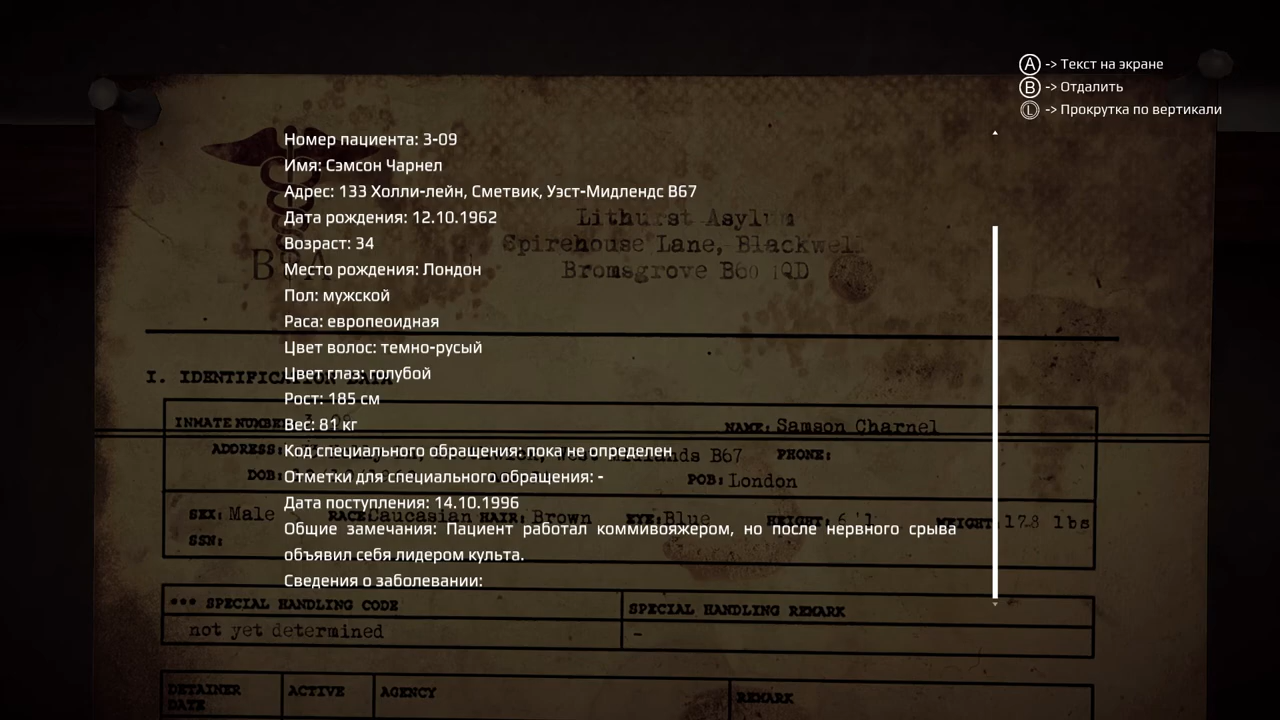 A -> Текст на экране
B -> Отдалить
L -> Прокрутка по вертикали
Номер пациента: 3-09
Имя: Сэмсон Чарнел
Адрес: 133 Холли-лейн, Сметвик, Уэст-Мидлендс B67
Дата рождения: 12.10.1962
Возраст: 34
Место рождения: Лондон
Пол: мужской
Раса: европеоидная
Цвет волос: темно-русый
Цвет глаз: голубой
Рост: 185 см
Вес: 81 кг
Код специального обращения: пока не определен
Отметки для специального обращения: -
Дата поступления: 14.10.1996
Общие замечания: Пациент работал коммивояжером, но после нервного срыва
объявил себя лидером культа.
Сведения о заболевании:
Lithurst Asylum
Spirehouse Lane, Blackwell
Bromsgrove B60 1QD
I. IDENTIFICATION DATA
INMATE NUMBER 3-09 NAME: Samson Charnel
ADDRESS: Midlands B67 PHONE:
DOB: POB: London
SEX: Male RACE Caucasian HAIR: Brown EYE: Blue HEIGHT: 6'1 WEIGHT: 178 lbs
SSN:
*** SPECIAL HANDLING CODE SPECIAL HANDLING REMARK
not yet determined -
DETAINER ACTIVE AGENCY REMARK
DATE